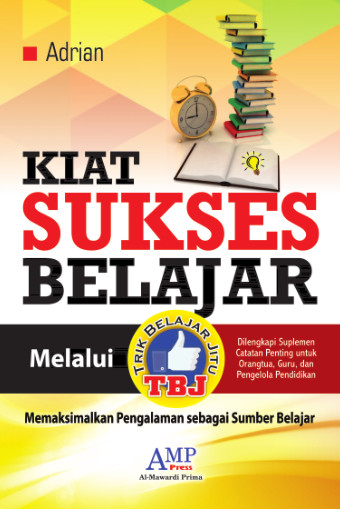 Adrian
KIAT
SUKSES
BELAJAR
Melalui
TRIK BELAJAR JITU
TBJ
Dilengkapi Suplemen
Catatan Penting untuk
Orangtua, Guru, dan
Pengelola Pendidikan
Memaksimalkan Pengalaman sebagai Sumber Belajar
AMP
Press
Al-Mawardi Prima